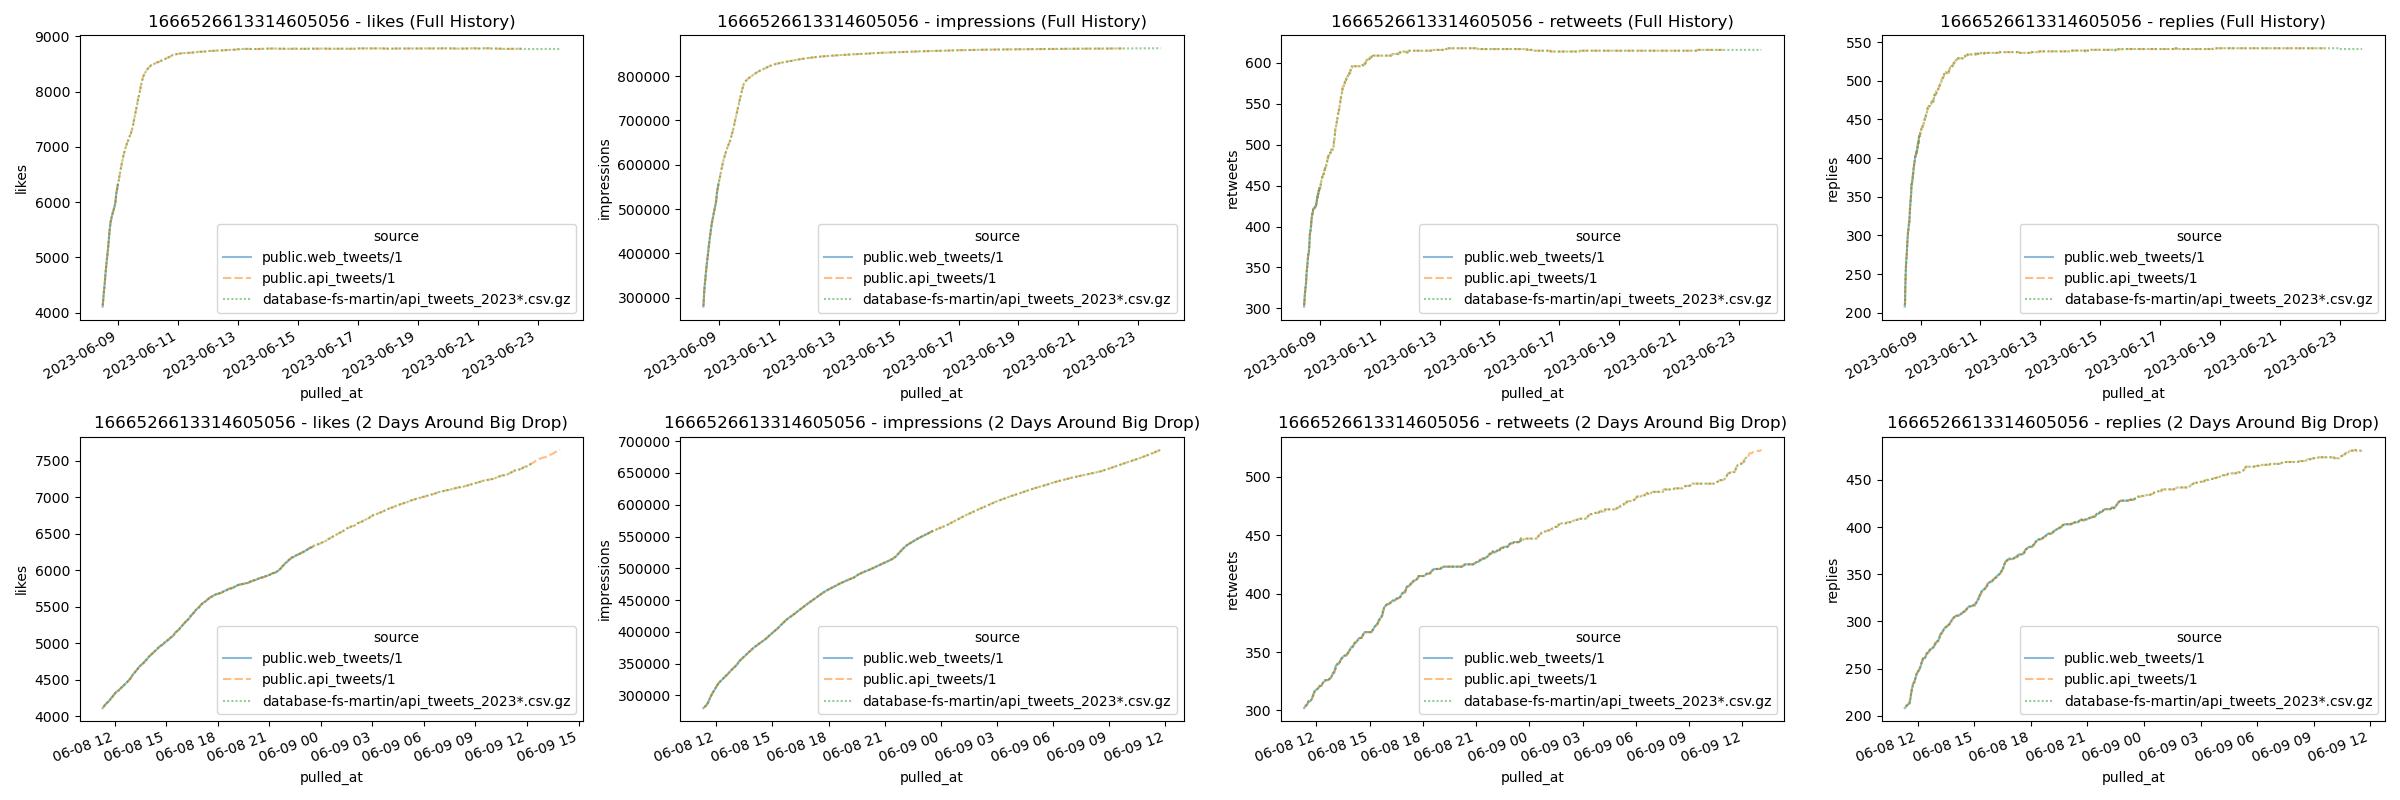 1666526613314605056 - likes (Full History)
9000
8000
7000
6000
5000
4000
likes
2023-06-09
2023-06-11
2023-06-13
2023-06-15
2023-06-17
2023-06-19
2023-06-21
2023-06-23
pulled_at
source
public.web_tweets/1
public.api_tweets/1
database-fs-martin/api_tweets_2023*.csv.gz
1666526613314605056 - impressions (Full History)
800000
700000
600000
500000
400000
300000
impressions
2023-06-09
2023-06-11
2023-06-13
2023-06-15
2023-06-17
2023-06-19
2023-06-21
2023-06-23
pulled_at
source
public.web_tweets/1
public.api_tweets/1
database-fs-martin/api_tweets_2023*.csv.gz
1666526613314605056 - retweets (Full History)
600
550
500
450
400
350
300
retweets
2023-06-09
2023-06-11
2023-06-13
2023-06-15
2023-06-17
2023-06-19
2023-06-21
2023-06-23
pulled_at
source
public.web_tweets/1
public.api_tweets/1
database-fs-martin/api_tweets_2023*.csv.gz
1666526613314605056 - replies (Full History)
550
500
450
400
350
300
250
200
replies
2023-06-09
2023-06-11
2023-06-13
2023-06-15
2023-06-17
2023-06-19
2023-06-21
2023-06-23
pulled_at
source
public.web_tweets/1
public.api_tweets/1
database-fs-martin/api_tweets_2023*.csv.gz
1666526613314605056 - likes (2 Days Around Big Drop)
7500
7000
6500
6000
5500
5000
4500
4000
likes
06-08 12
06-08 15
06-08 18
06-08 21
06-09 00
06-09 03
06-09 06
06-09 09
06-09 12
06-09 15
pulled_at
source
public.web_tweets/1
public.api_tweets/1
database-fs-martin/api_tweets_2023*.csv.gz
1666526613314605056 - impressions (2 Days Around Big Drop)
700000
650000
600000
550000
500000
450000
400000
350000
300000
impressions
06-08 12
06-08 15
06-08 18
06-08 21
06-09 00
06-09 03
06-09 06
06-09 09
06-09 12
pulled_at
source
public.web_tweets/1
public.api_tweets/1
database-fs-martin/api_tweets_2023*.csv.gz
1666526613314605056 - retweets (2 Days Around Big Drop)
500
450
400
350
300
retweets
06-08 12
06-08 15
06-08 18
06-08 21
06-09 00
06-09 03
06-09 06
06-09 09
06-09 12
pulled_at
source
public.web_tweets/1
public.api_tweets/1
database-fs-martin/api_tweets_2023*.csv.gz
1666526613314605056 - replies (2 Days Around Big Drop)
450
400
350
300
250
200
replies
06-08 12
06-08 15
06-08 18
06-08 21
06-09 00
06-09 03
06-09 06
06-09 09
06-09 12
pulled_at
source
public.web_tweets/1
public.api_tweets/1
database-fs-martin/api_tweets_2023*.csv.gz